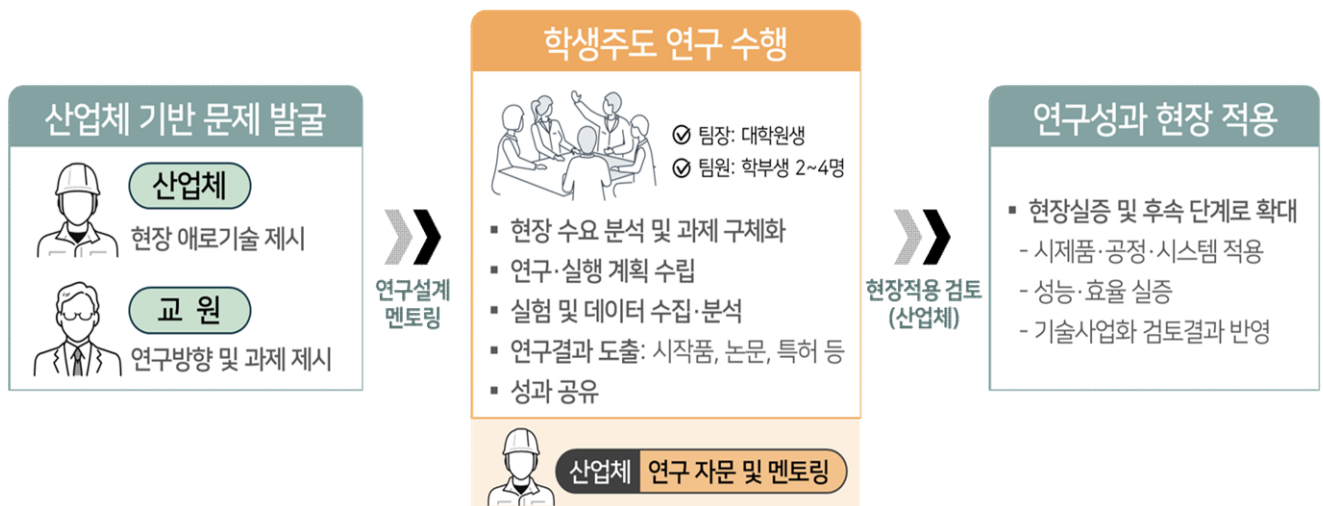 산업체 기반 문제 발굴
산업체
현장 애로기술 제시
교 원
연구방향 및 과제 제시
연구설계
멘토링
학생주도 연구 수행
팀장: 대학원생
팀원: 학부생 2~4명
▪ 현장 수요 분석 및 과제 구체화
▪ 연구·실행 계획 수립
▪ 실험 및 데이터 수집·분석
▪ 연구결과 도출: 시작품, 논문, 특허 등
▪ 성과 공유
산업체 연구 자문 및 멘토링
현장적용 검토
(산업체)
연구성과 현장 적용
▪ 현장실증 및 후속 단계로 확대
- 시제품·공정·시스템 적용
- 성능·효율 실증
- 기술사업화 검토결과 반영